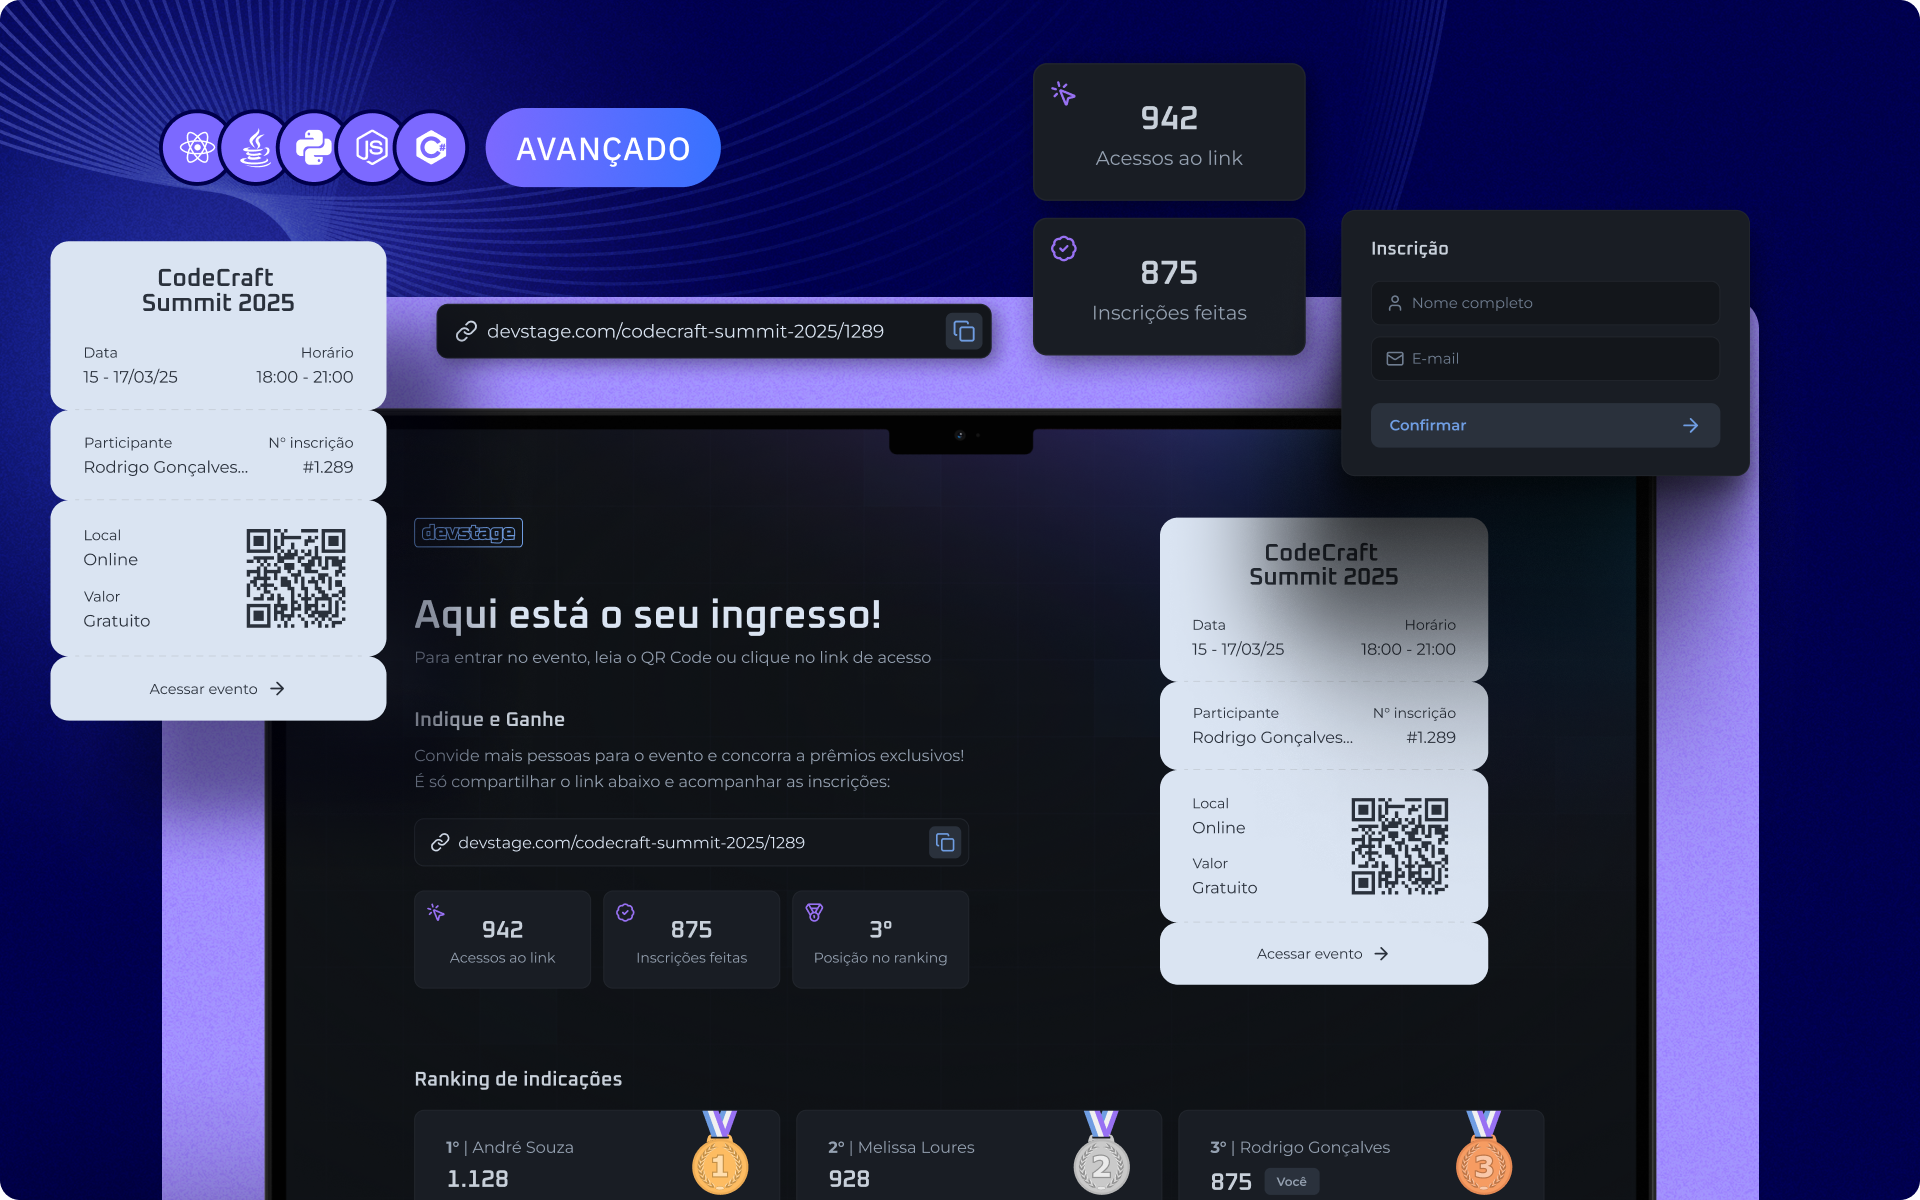 JS
AVANÇADO
942
Acessos ao link
875
Inscrições feitas
Inscrição
Nome completo
E-mail
Confirmar
CodeCraft
Summit 2025
Data
Horário
15 - 17/03/25
18:00 - 21:00
Participante
N° inscrição
Rodrigo Gonçalves...
#1.289
Local
Online
Valor
Gratuito
Acessar evento
devstage.com/codecraft-summit-2025/1289
devstage
Aqui está o seu ingresso!
Para entrar no evento, leia o QR Code ou clique no link de acesso
Indique e Ganhe
Convide mais pessoas para o evento e concorra a prêmios exclusivos!
É só compartilhar o link abaixo e acompanhar as inscrições:
devstage.com/codecraft-summit-2025/1289
942
Acessos ao link
875
Inscrições feitas
3°
Posição no ranking
CodeCraft
Summit 2025
Data
Horário
15 - 17/03/25
18:00 - 21:00
Participante
N° inscrição
Rodrigo Gonçalves...
#1.289
Local
Online
Valor
Gratuito
Acessar evento
Ranking de indicações
1° | André Souza
1.128
1
2° | Melissa Loures
928
2
3° | Rodrigo Gonçalves
875
Você
3